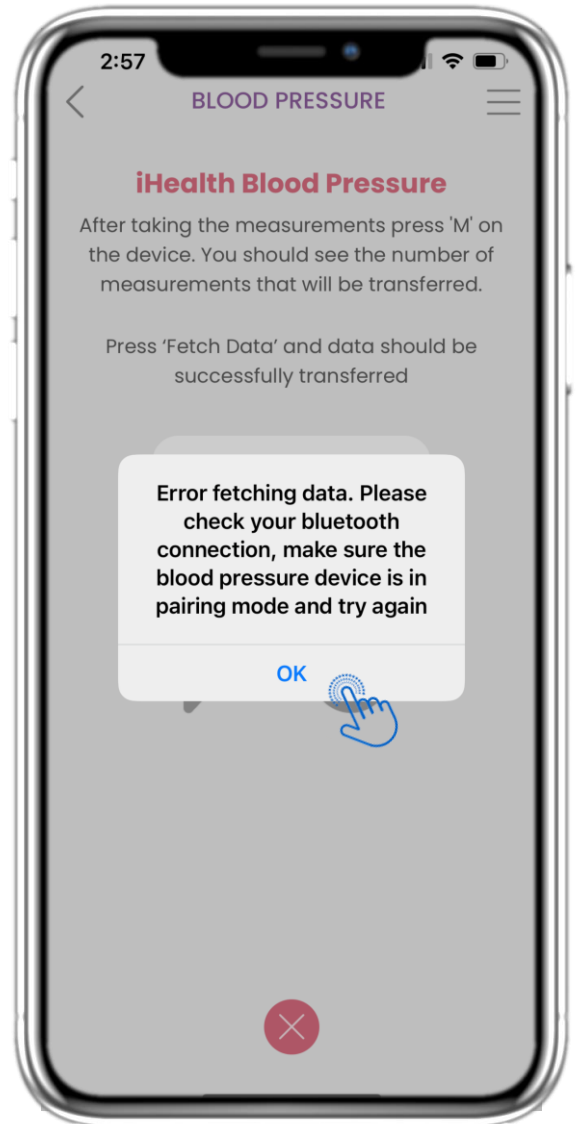 2:57
BLOOD PRESSURE
iHealth Blood Pressure
After taking the measurements press 'M' on
the device. You should see the number of
measurements that will be transferred.
Press ‘Fetch Data’ and data should be
successfully transferred
Error fetching data. Please
check your bluetooth
connection, make sure the
blood pressure device is in
pairing mode and try again
OK